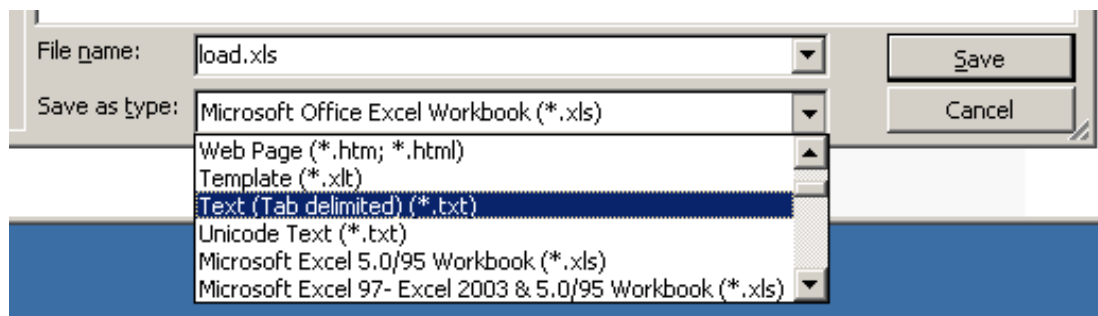 File name: load.xls Save
Save as type: Microsoft Office Excel Workbook (*.xls) Cancel
Web Page (*.htm; *.html)
Template (*.xlt)
Text (Tab delimited) (*.txt)
Unicode Text (*.txt)
Microsoft Excel 5.0/95 Workbook (*.xls)
Microsoft Excel 97- Excel 2003 & 5.0/95 Workbook (*.xls)